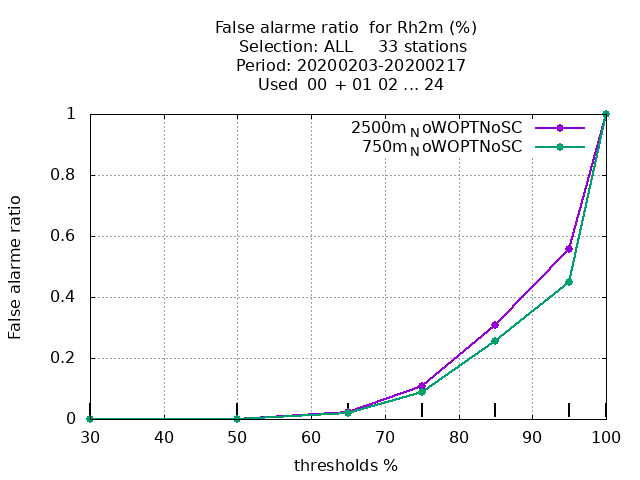 False alarme ratio for Rh2m (%)
Selection: ALL 33 stations
Period: 20200203-20200217
Used 00 + 01 02 ... 24
2500m_NoWOPTNoSC
750m_NoWOPTNoSC
1
0.8
0.6
0.4
0.2
0
False alarme ratio
30 40 50 60 70 80 90 100
thresholds %